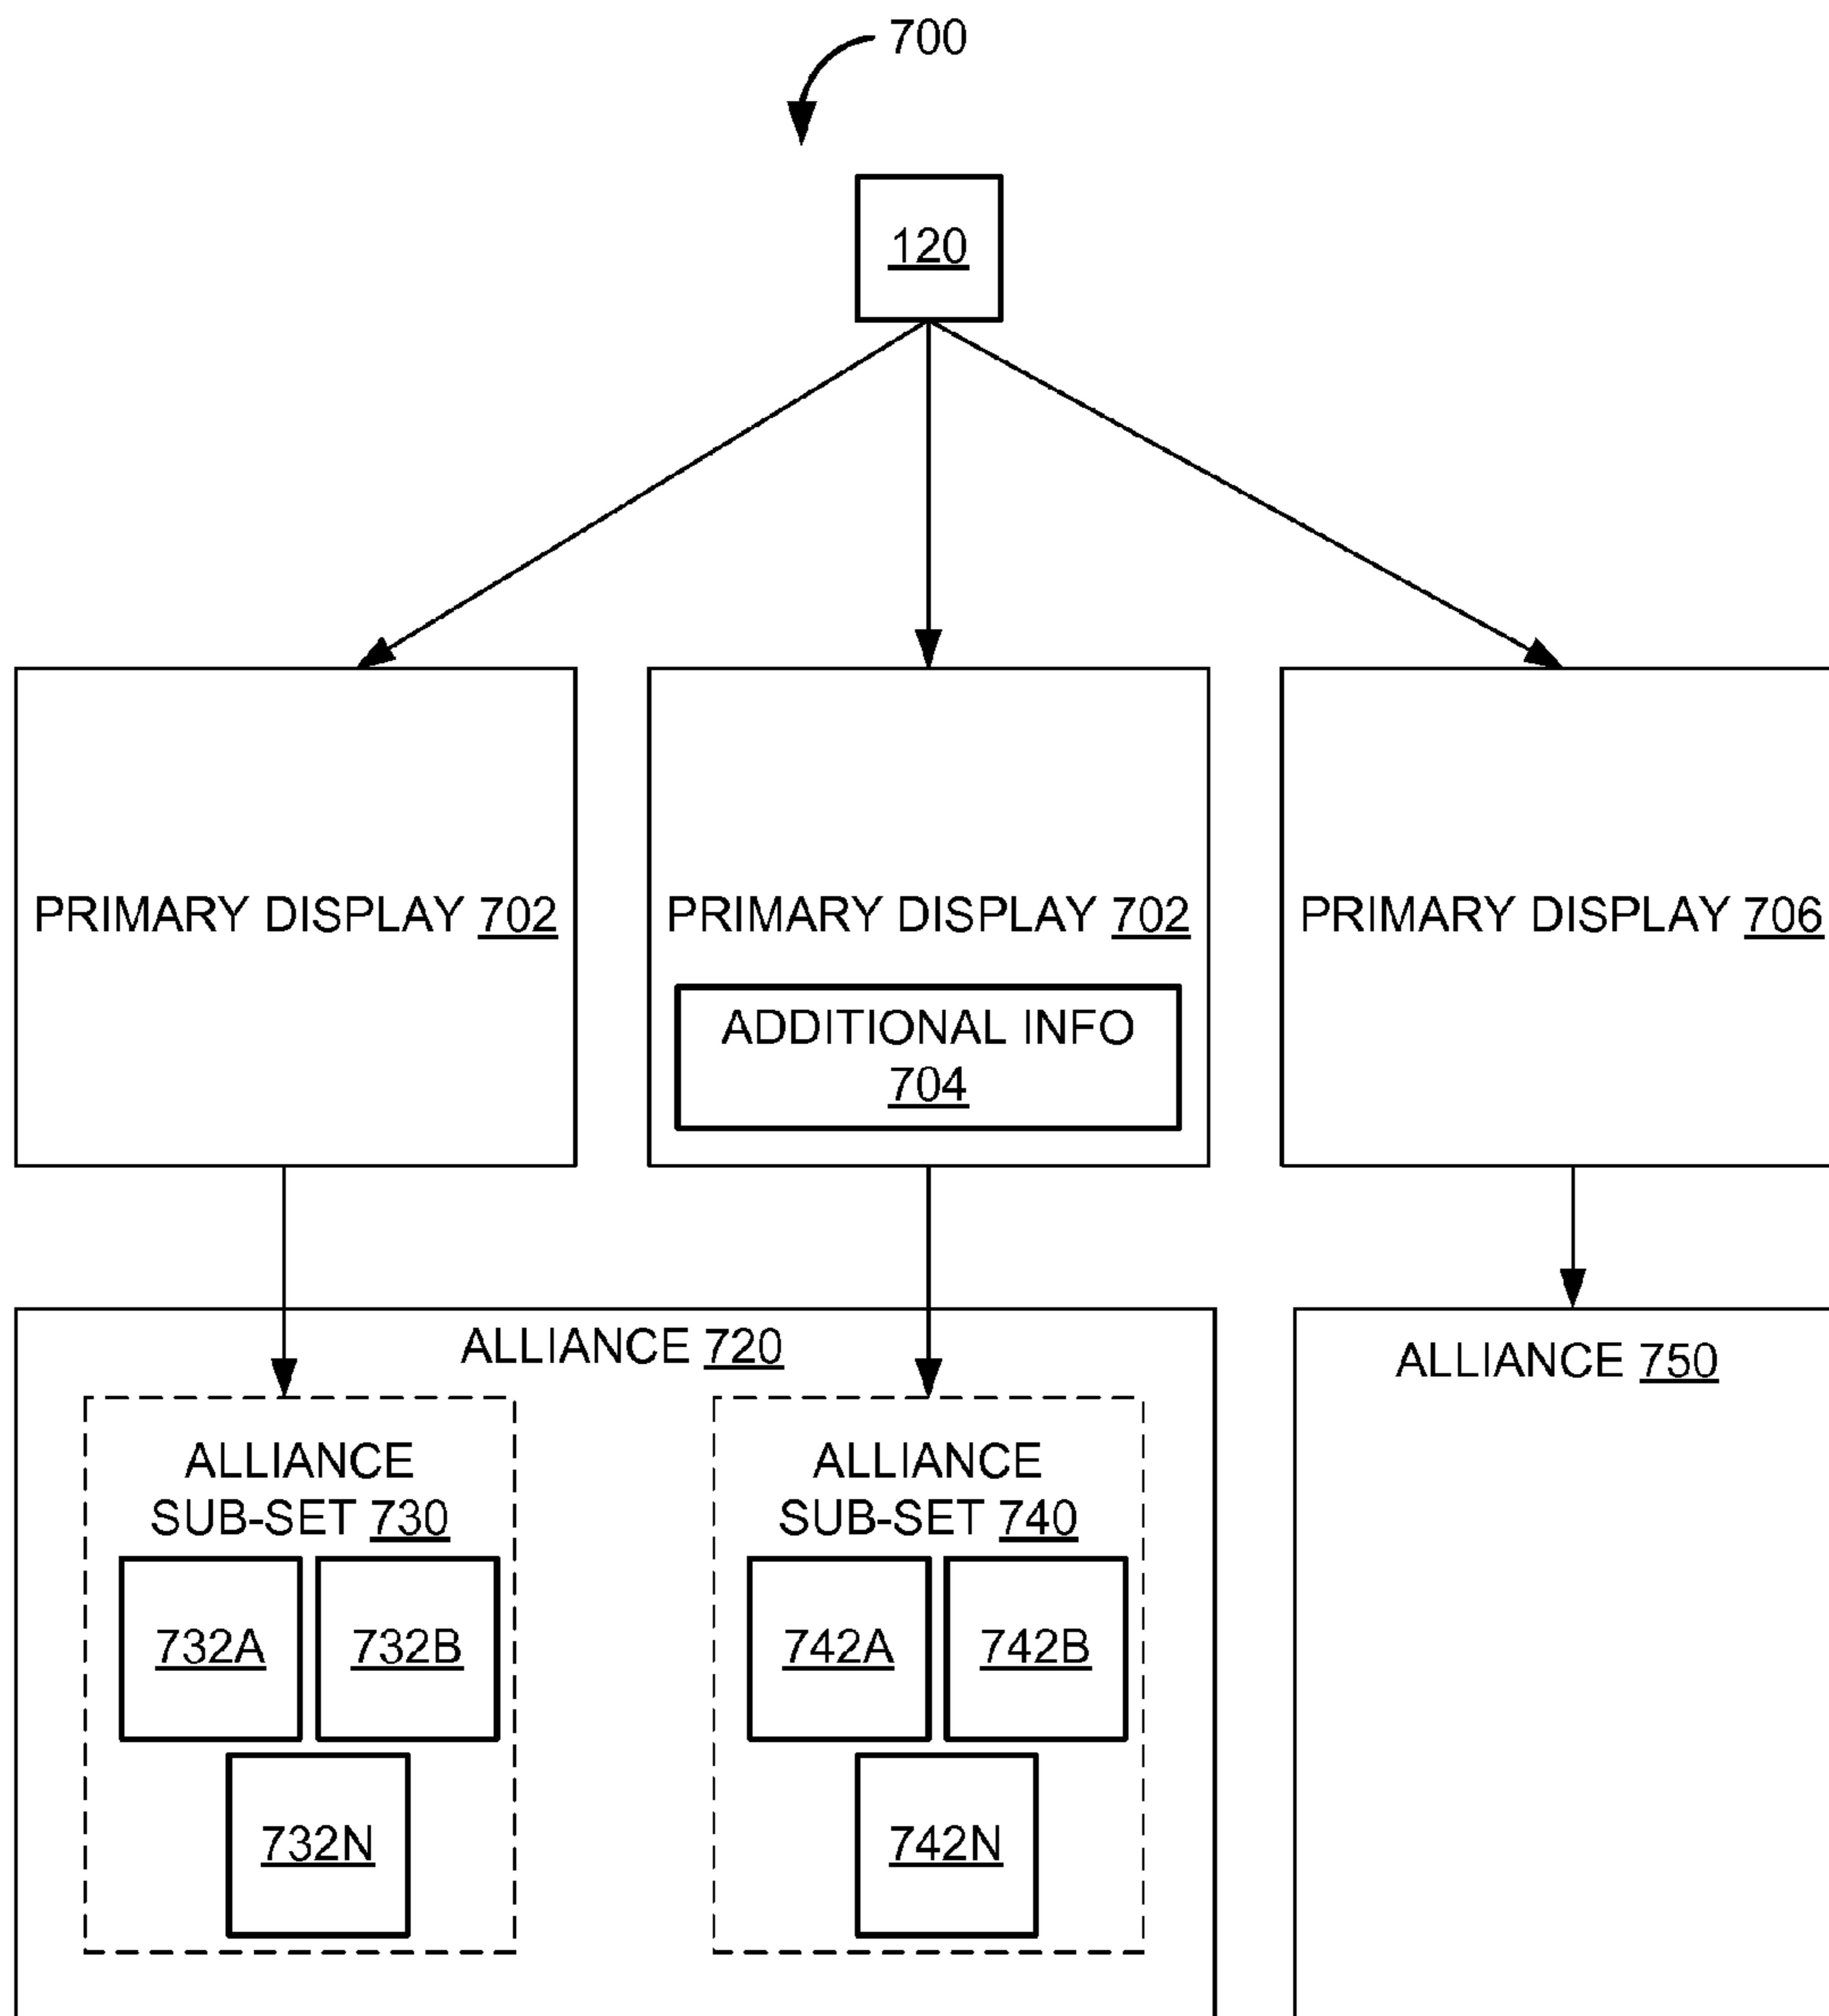 700
120
PRIMARY DISPLAY 702
PRIMARY DISPLAY 702
ADDITIONAL INFO
704
PRIMARY DISPLAY 706
ALLIANCE 720
ALLIANCE
SUB-SET 730
732A
732B
732N
ALLIANCE
SUB-SET 740
742A
742B
742N
ALLIANCE 750